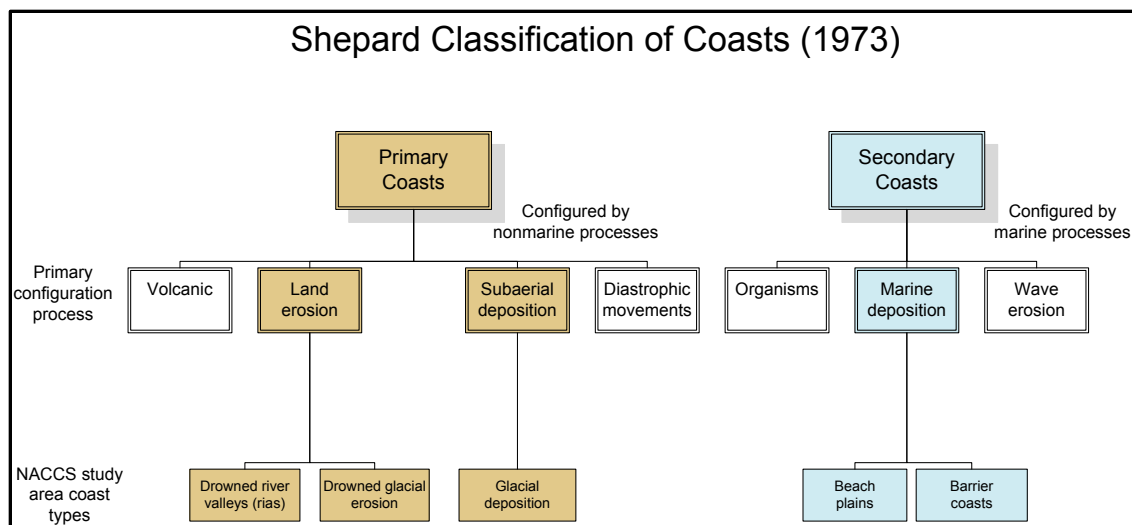 Shepard Classification of Coasts (1973)
Primary
Coasts
Secondary
Coasts
Configured by
nonmarine processes
Configured by
marine processes
Primary
configuration
process
Volcanic
Land
erosion
Subaerial
deposition
Diastrophic
movements
Organisms
Marine
deposition
Wave
erosion
NACCS study
area coast
types
Drowned river
valleys (rias)
Drowned glacial
erosion
Glacial
deposition
Beach
plains
Barrier
coasts